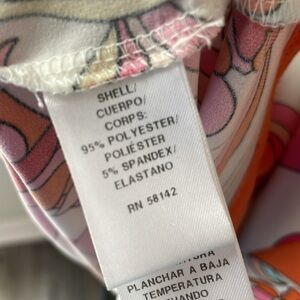 SHELL/
CUERPO/
CORPS:
95% POLYESTER/
POLIÉSTER
5% SPANDEX/
ELASTANO
RN 58142
PLANCHAR A BAJA
TEMPERATURA